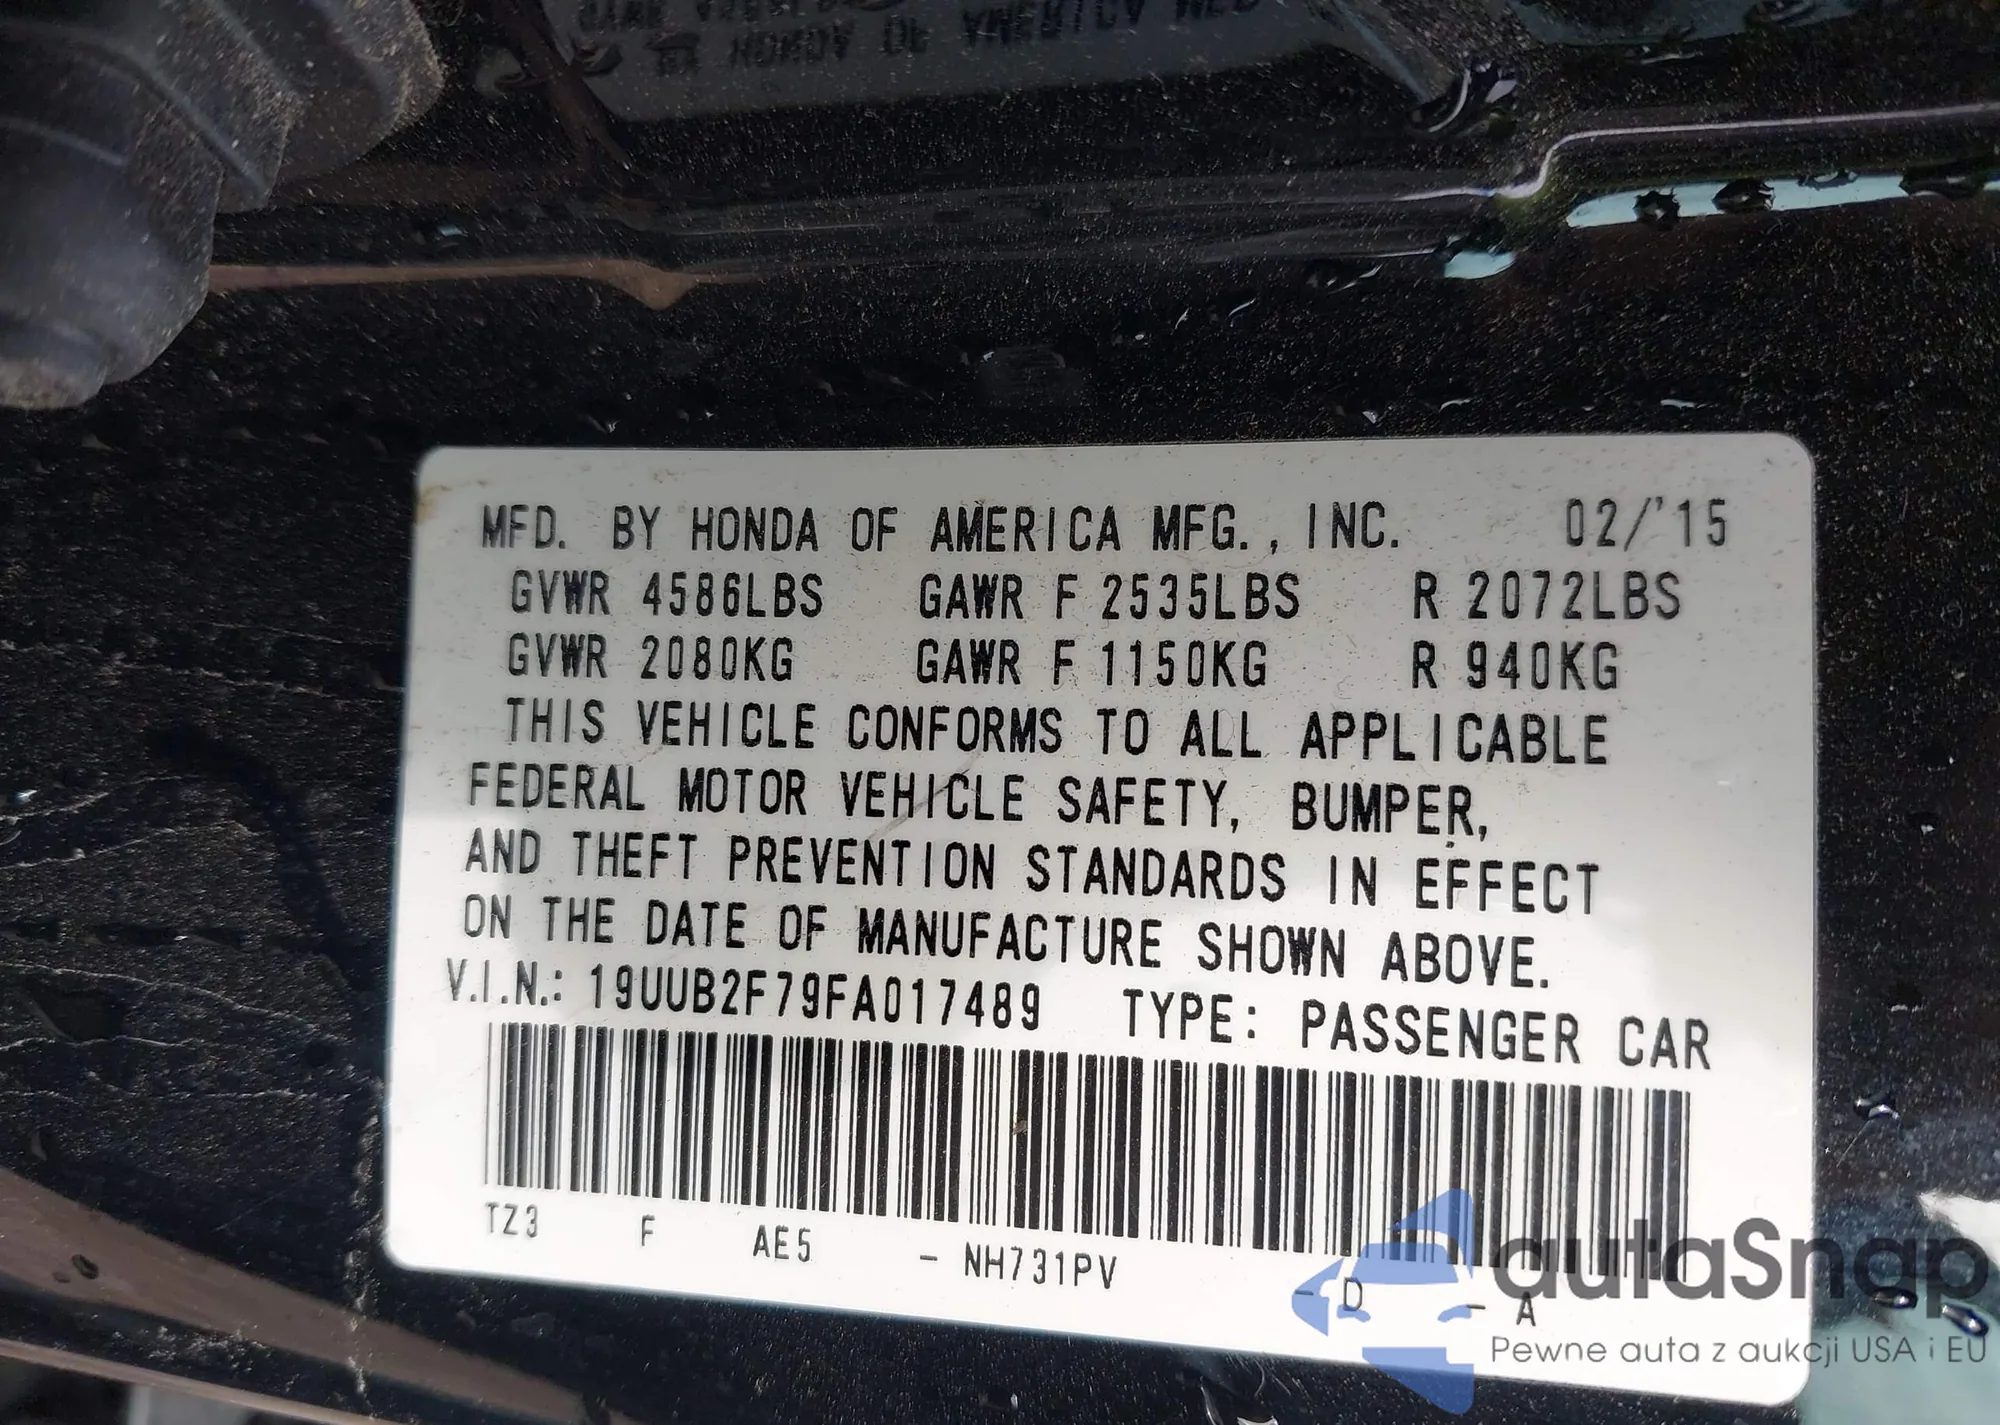 MFD. BY HONDA OF AMERICA MFG., INC. 02/'15
GVWR 4586LBS GAWR F 2535LBS R 2072LBS
GVWR 2080KG GAWR F 1150KG R 940KG
THIS VEHICLE CONFORMS TO ALL APPLICABLE
FEDERAL MOTOR VEHICLE SAFETY, BUMPER,
AND THEFT PREVENTION STANDARDS IN EFFECT
ON THE DATE OF MANUFACTURE SHOWN ABOVE.
V.I.N.: 19UUB2F79FA017489 TYPE: PASSENGER CAR
TZ3 F AE5 - NH731PV - D - A
autaSnap
Pewne auta z aukcji USA i EU